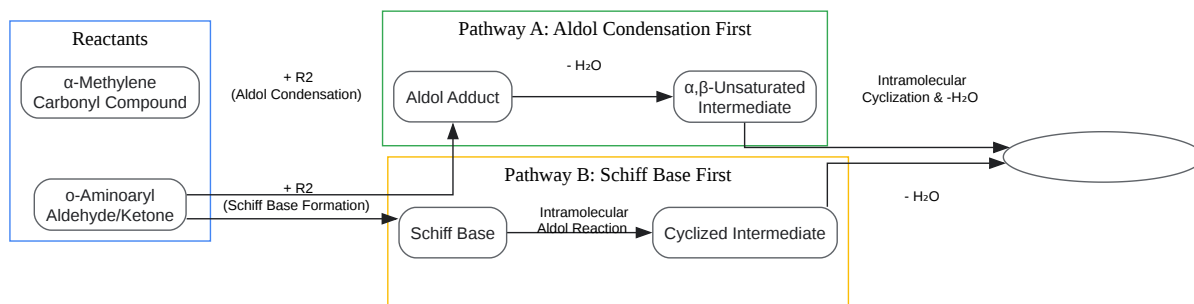 Reactants
α-Methylene
Carbonyl Compound
o-Aminoaryl
Aldehyde/Ketone
+ R2
(Aldol Condensation)
+ R2
(Schiff Base Formation)
Pathway A: Aldol Condensation First
Aldol Adduct
- H₂O
α,β-Unsaturated
Intermediate
Pathway B: Schiff Base First
Schiff Base
Intramolecular
Aldol Reaction
Cyclized Intermediate
Intramolecular
Cyclization & -H₂O
- H₂O